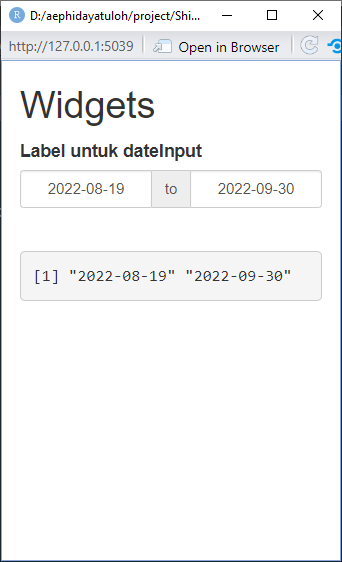 D:/aephidayatuloh/project/Shi...
http://127.0.0.1:5039
Open in Browser
Widgets
Label untuk dateInput
2022-08-19 to 2022-09-30
[1] "2022-08-19" "2022-09-30"